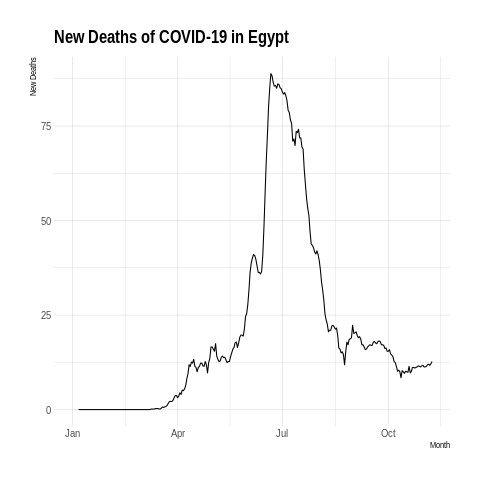 New Deaths of COVID-19 in Egypt
New Deaths
75
50
25
0
Jan Apr Jul Oct
Month